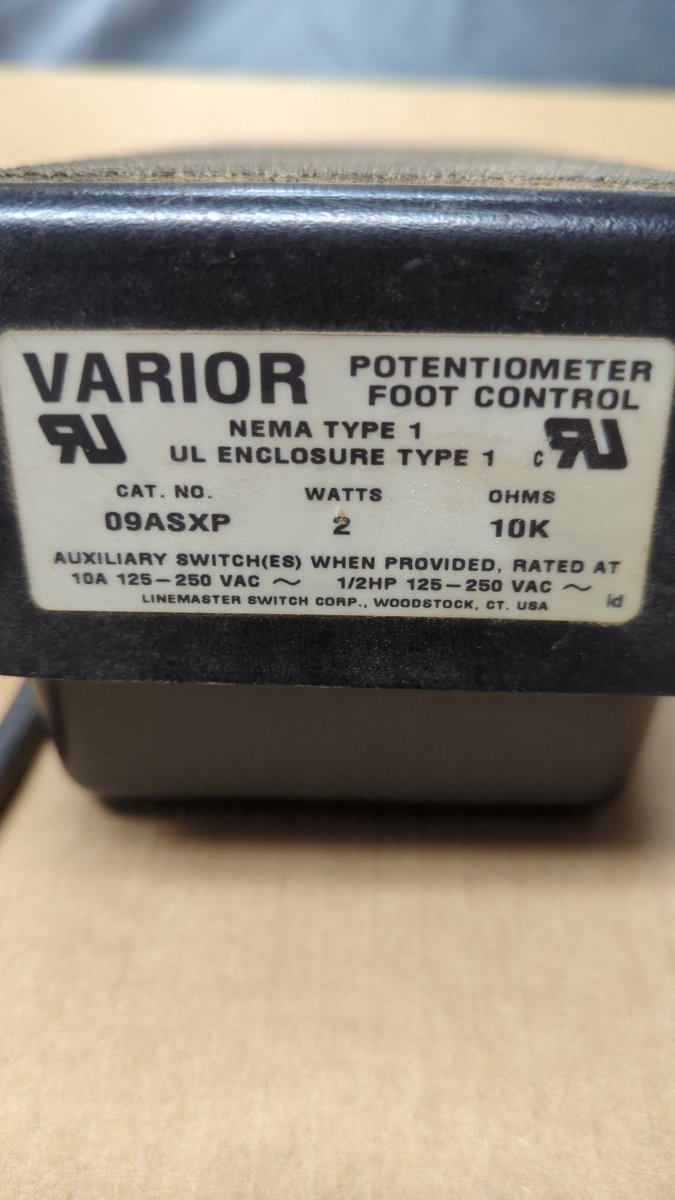 VARIOR
POTENTIOMETER
FOOT CONTROL
NEMA TYPE 1
UL ENCLOSURE TYPE 1
c
CAT. NO. WATTS OHMS
09ASXP 2 10K
AUXILIARY SWITCH(ES) WHEN PROVIDED, RATED AT
10A 125–250 VAC ~ 1/2HP 125–250 VAC ~
LINEMASTER SWITCH CORP., WOODSTOCK, CT. USA
id